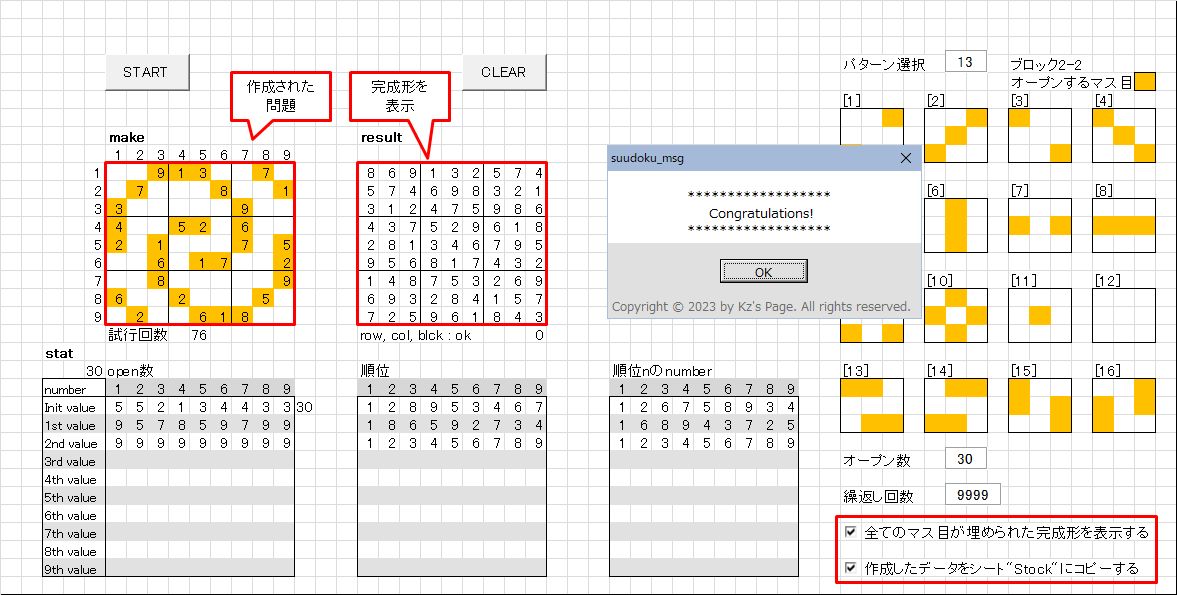 START
作成された
問題
完成形を
表示
CLEAR
パターン選択 13
ブロック2-2
オープンするマス目
make
1 2 3 4 5 6 7 8 9
1 9 1 3 7
2 7 8 1
3 3 9
4 4 5 2 6
5 2 1 7 5
6 6 1 7 2
7 8 9
8 6 2 5
9 2 6 1 8
試行回数 76
result
8 6 9 1 3 2 5 7 4
5 7 4 6 9 8 3 2 1
3 1 2 4 7 5 9 8 6
4 3 7 5 2 9 6 1 8
2 8 1 3 4 6 7 9 5
9 5 6 8 1 7 4 3 2
1 4 8 7 5 3 2 6 9
6 9 3 2 8 4 1 5 7
7 2 5 9 6 1 8 4 3
row, col, blck : ok 0
suudoku_msg
*******************
Congratulations!
*******************
OK
Copyright © 2023 by Kz's Page. All rights reserved.
[1] [2] [3] [4]
[6] [7] [8]
[10] [11] [12]
[13] [14] [15] [16]
stat
30 open数
number 1 2 3 4 5 6 7 8 9
Init value 5 5 2 1 3 4 4 3 3 30
1st value 9 5 7 8 5 9 7 9 9
2nd value 9 9 9 9 9 9 9 9 9
3rd value
4th value
5th value
6th value
7th value
8th value
9th value
順位
1 2 3 4 5 6 7 8 9
1 2 8 9 5 3 4 6 7
1 8 6 5 9 2 7 3 4
1 2 3 4 5 6 7 8 9
順位nのnumber
1 2 3 4 5 6 7 8 9
1 2 6 7 5 8 9 3 4
1 6 8 9 4 3 7 2 5
1 2 3 4 5 6 7 8 9
オープン数 30
繰返し回数 9999
全てのマス目が埋められた完成形を表示する
作成したデータをシート"Stock"にコピーする